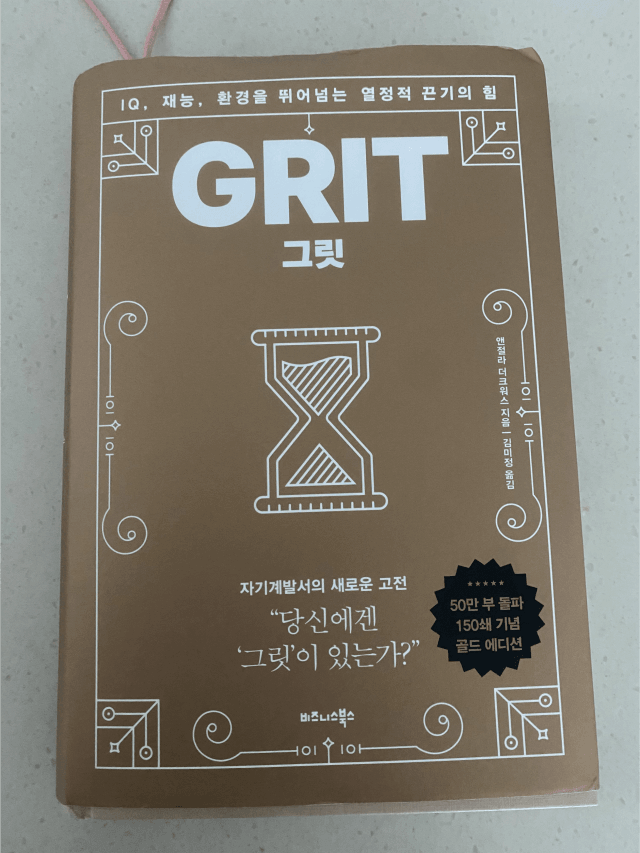 IQ, 재능, 환경을 뛰어넘는 열정적 끈기의 힘
GRIT
그릿
앤절라 더크워스 지음 | 김미정 옮김
자기계발서의 새로운 고전
“당신에겐
‘그릿’이 있는가?”
50만 부 돌파
150쇄 기념
골드 에디션
비즈니스북스